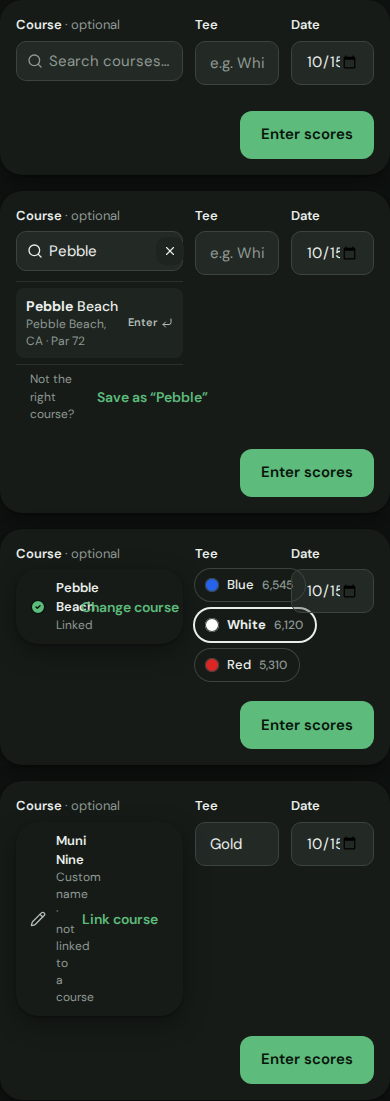 Course · optional Tee Date
Search courses... e.g. Whi 10/15
Enter scores
Course · optional Tee Date
Pebble e.g. Whi 10/15
Pebble Beach
Pebble Beach,
CA · Par 72
Enter
Not the
right
course?
Save as “Pebble”
Enter scores
Course · optional Tee Date
Pebble
Beach
Linked
Change course
Blue 6,545
White 6,120
Red 5,310
10/15
Enter scores
Course · optional Tee Date
Muni
Nine
Custom
name
·
not
linked
to
a
course
Link course
Gold 10/15
Enter scores